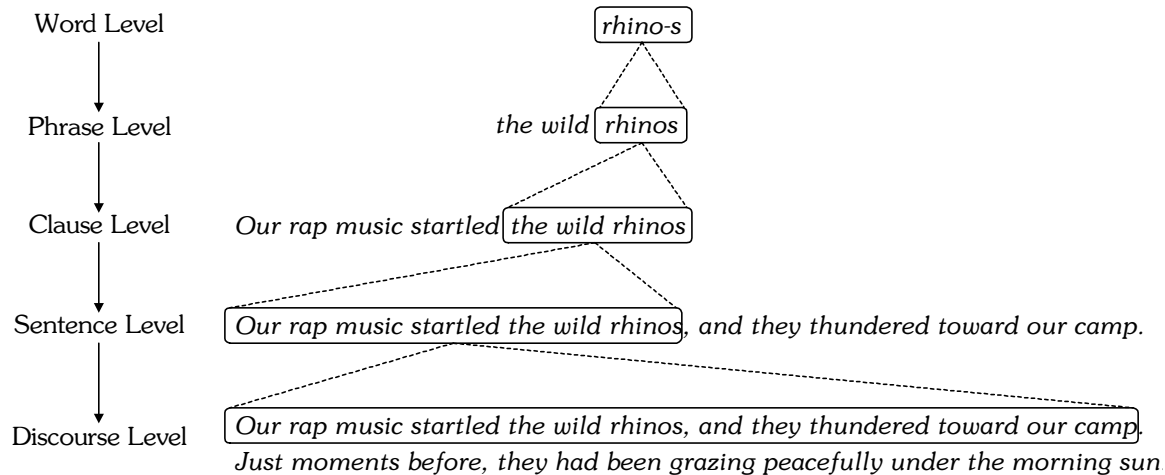 Word Level rhino-s
Phrase Level the wild rhinos
Clause Level Our rap music startled the wild rhinos
Sentence Level Our rap music startled the wild rhinos, and they thundered toward our camp.
Discourse Level Our rap music startled the wild rhinos, and they thundered toward our camp.
Just moments before, they had been grazing peacefully under the morning sun